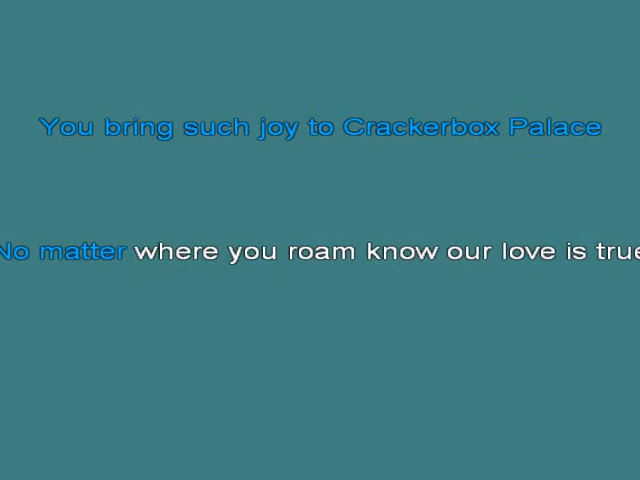 You bring such joy to Crackerbox Palace
No matter where you roam know our love is true